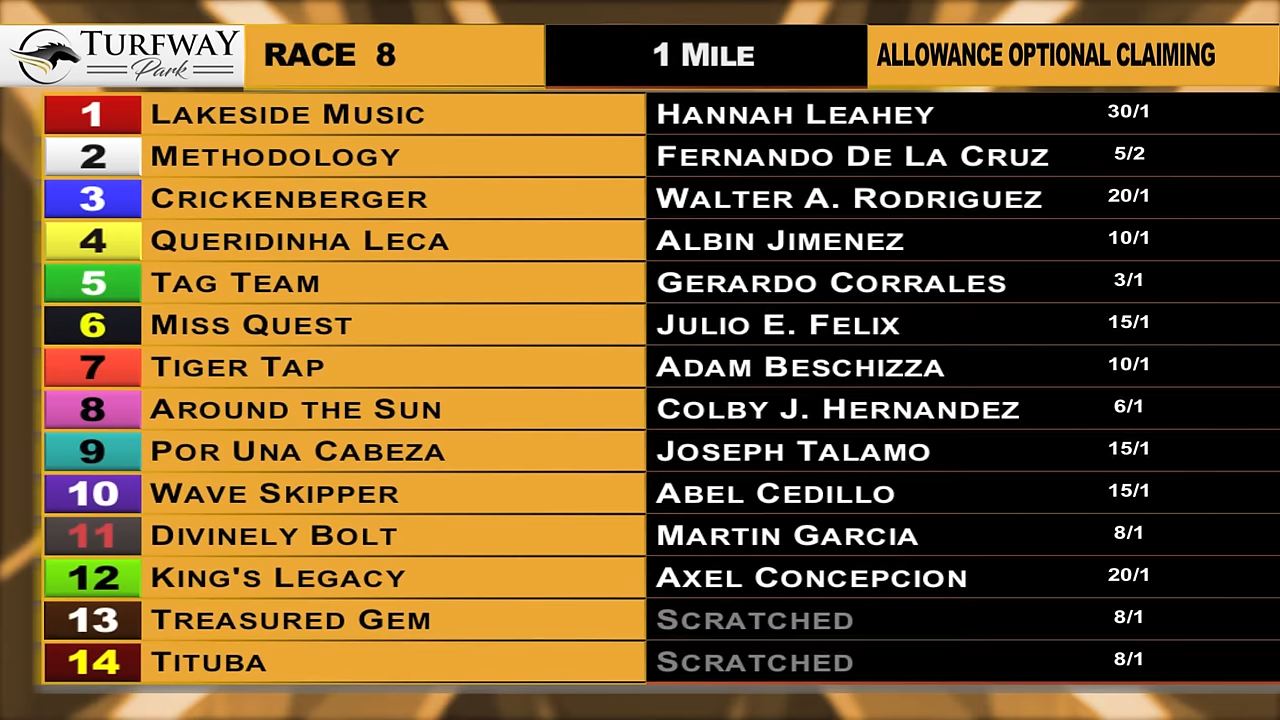 TURFWAY Park RACE 8 1 MILE ALLOWANCE OPTIONAL CLAIMING
1 LAKESIDE MUSIC HANNAH LEAHEY 30/1
2 METHODOLOGY FERNANDO DE LA CRUZ 5/2
3 CRICKENBERGER WALTER A. RODRIGUEZ 20/1
4 QUERIDINHA LECA ALBIN JIMENEZ 10/1
5 TAG TEAM GERARDO CORRALES 3/1
6 MISS QUEST JULIO E. FELIX 15/1
7 TIGER TAP ADAM BESCHIZZA 10/1
8 AROUND THE SUN COLBY J. HERNANDEZ 6/1
9 POR UNA CABEZA JOSEPH TALAMO 15/1
10 WAVE SKIPPER ABEL CEDILLO 15/1
11 DIVINELY BOLT MARTIN GARCIA 8/1
12 KING'S LEGACY AXEL CONCEPCION 20/1
13 TREASURED GEM SCRATCHED 8/1
14 TITUBA SCRATCHED 8/1